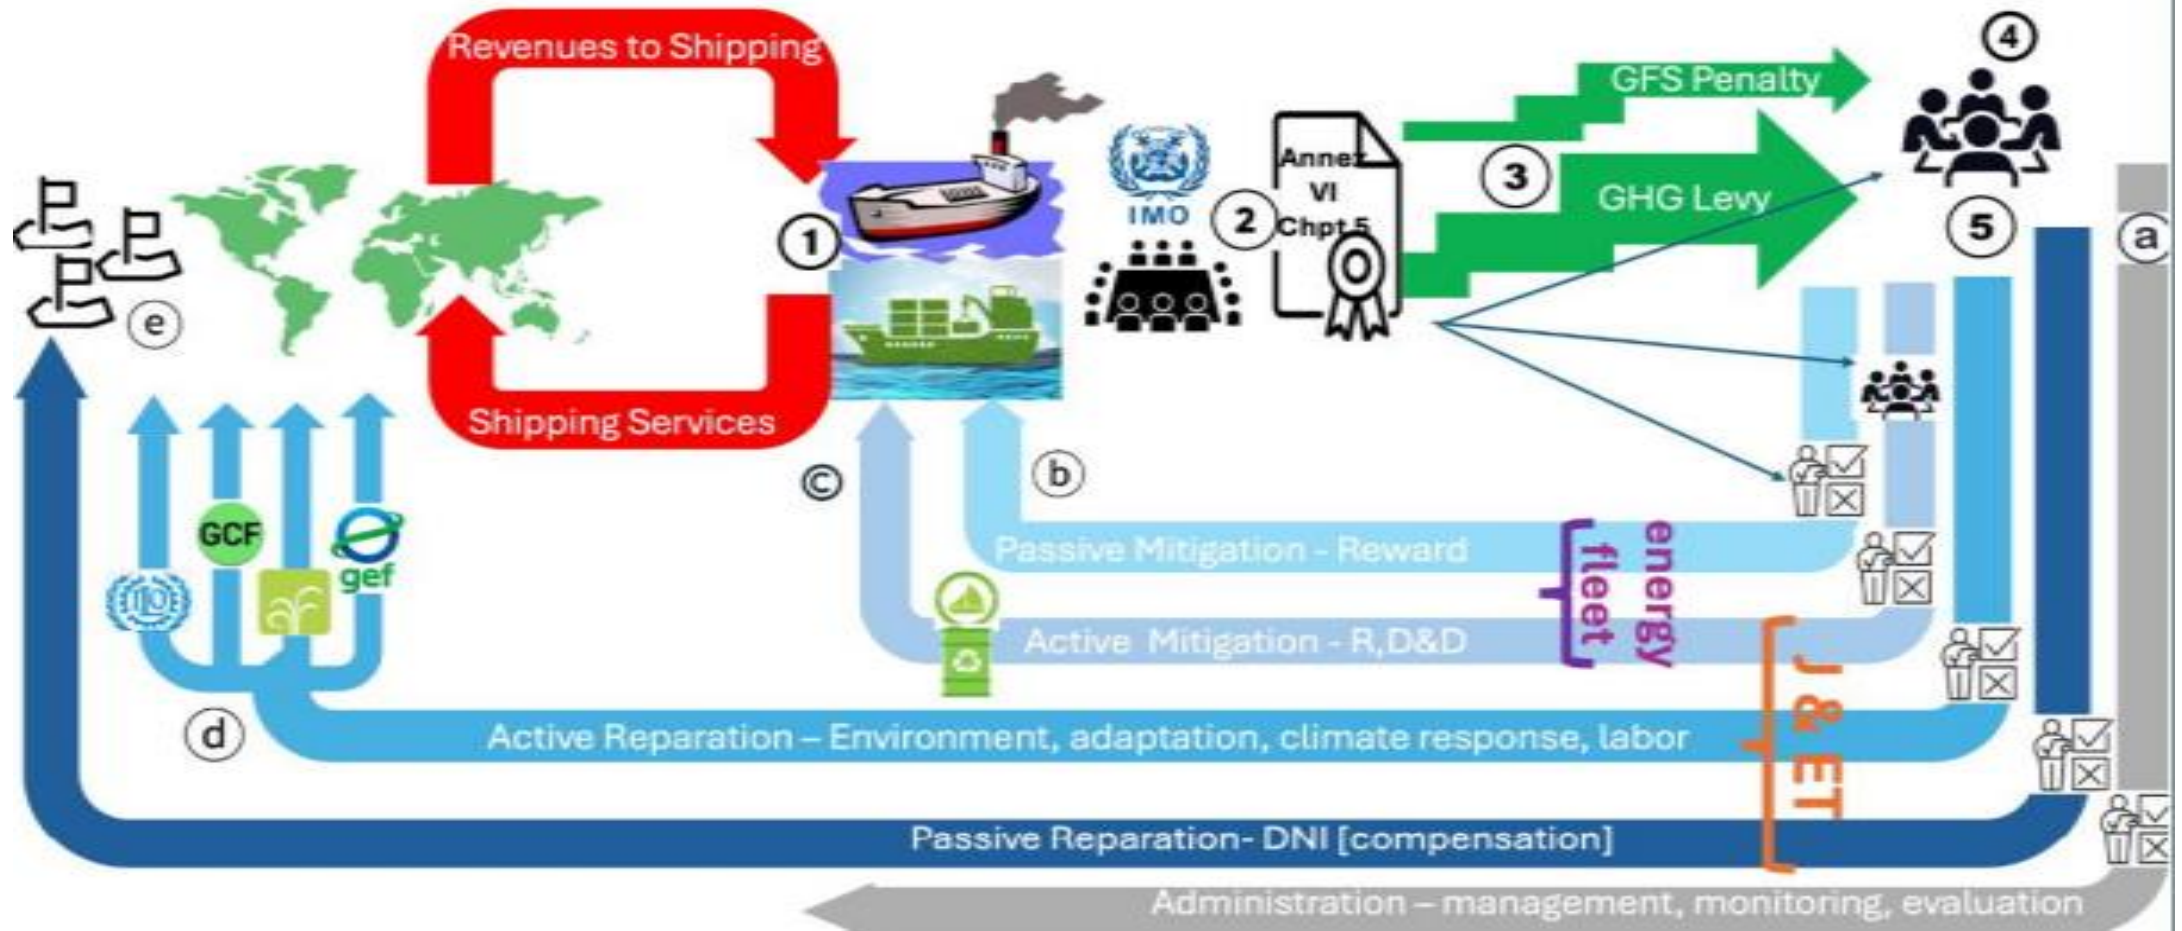 Revenues to Shipping
4
GFS Penalty
Annex
VI
Chpt 5
3
GHG Levy
IMO
2
1
5
a
e
Shipping Services
©
b
GCF
gef
ILO
Passive Mitigation - Reward
energy
fleet
Active Mitigation - R,D&D
J & ET
d
Active Reparation – Environment, adaptation, climate response, labor
Passive Reparation- DNI [compensation]
Administration – management, monitoring, evaluation